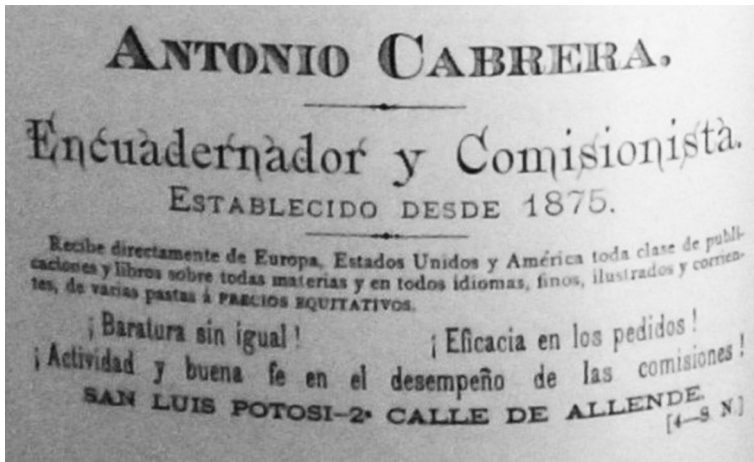 ANTONIO CABRERA.
Encuadernador y Comisionista.
ESTABLECIDO DESDE 1875.
Recibe directamente de Europa, Estados Unidos y América toda clase de publi-
caciones y libros sobre todas materias y en todos idiomas, finos, ilustrados y corrien-
tes, de varias pastas á PRECIOS EQUITATIVOS.
¡Baratura sin igual! ¡Eficacia en los pedidos!
¡Actividad y buena fe en el desempeño de las comisiones!
SAN LUIS POTOSI—2ª CALLE DE ALLENDE.
[4—S N]